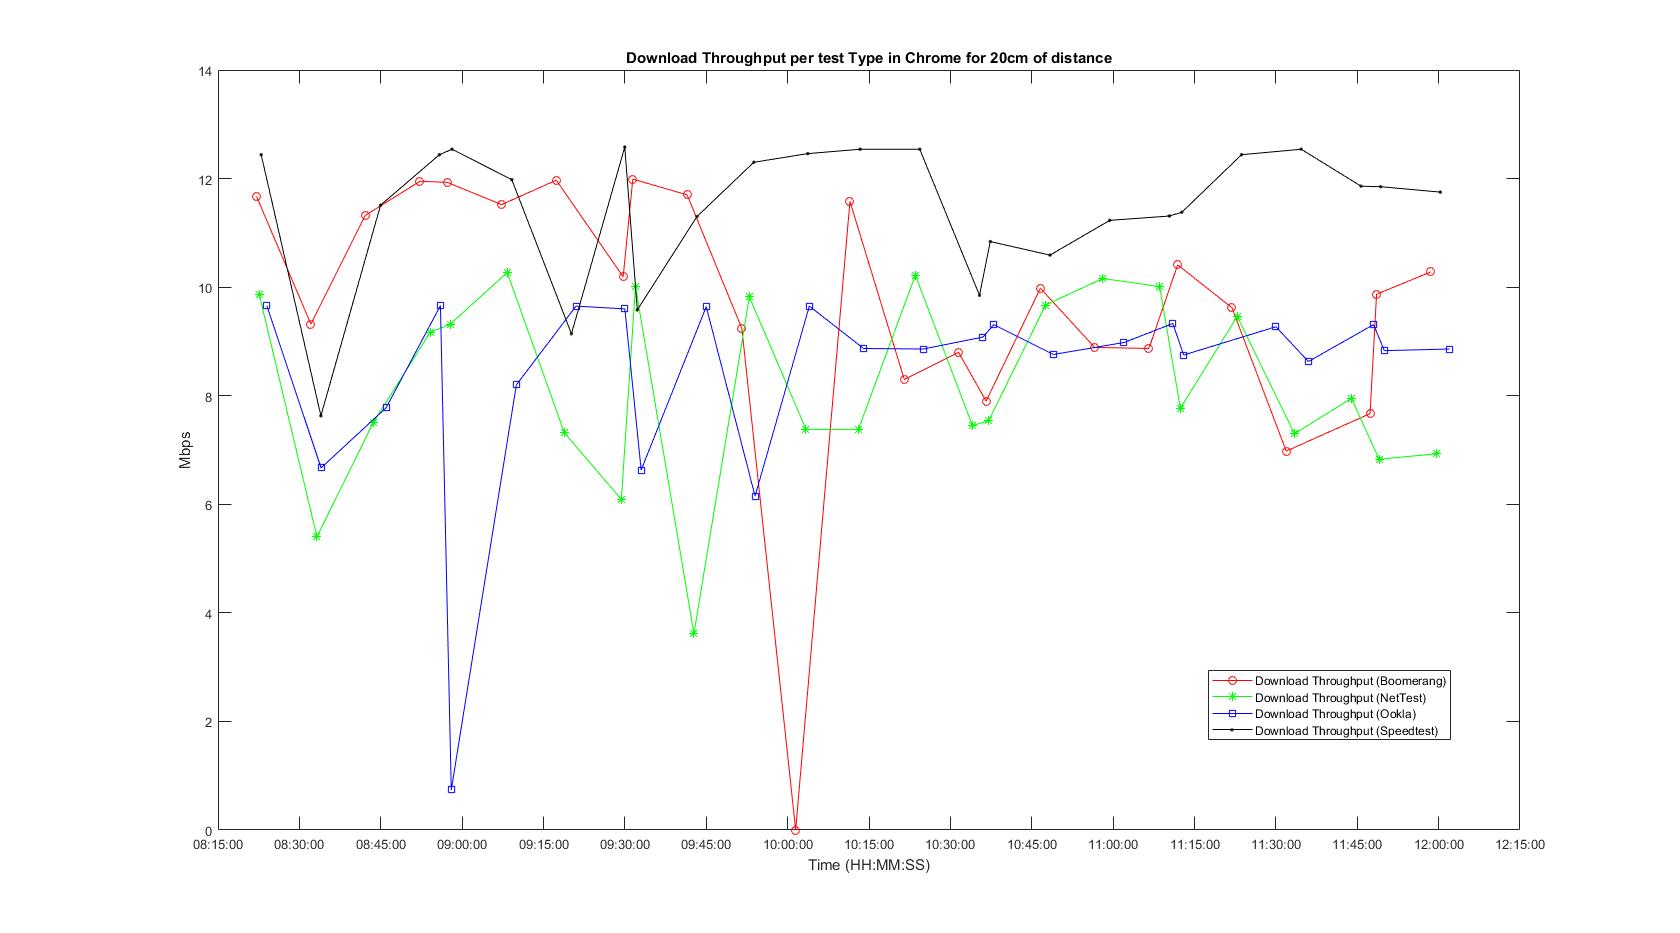 Download Throughput per test Type in Chrome for 20cm of distance
14
12
10
8
6
4
2
0
Mbps
08:15:00 08:30:00 08:45:00 09:00:00 09:15:00 09:30:00 09:45:00 10:00:00 10:15:00 10:30:00 10:45:00 11:00:00 11:15:00 11:30:00 11:45:00 12:00:00 12:15:00
Time (HH:MM:SS)
Download Throughput (Boomerang)
Download Throughput (NetTest)
Download Throughput (Ookla)
Download Throughput (Speedtest)